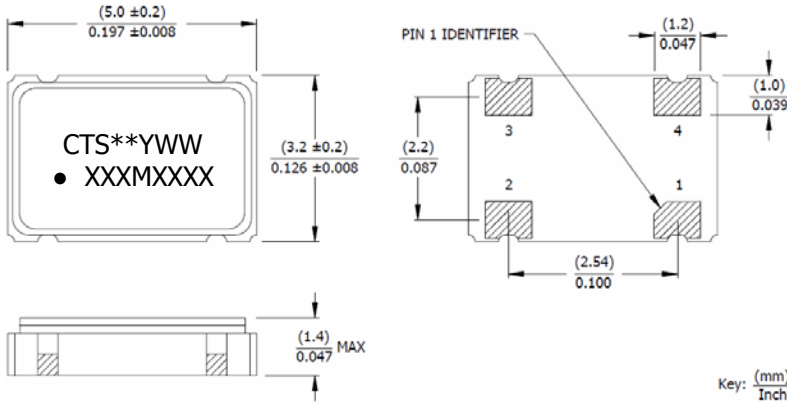 (5.0 ±0.2)
0.197 ±0.008
CTS**YWW
• XXXMXXXX
(3.2 ±0.2)
0.126 ±0.008
(1.4)
0.047 MAX
PIN 1 IDENTIFIER
(1.2)
0.047
(1.0)
0.039
3
4
(2.2)
0.087
2
1
(2.54)
0.100
Key: (mm)
Inch